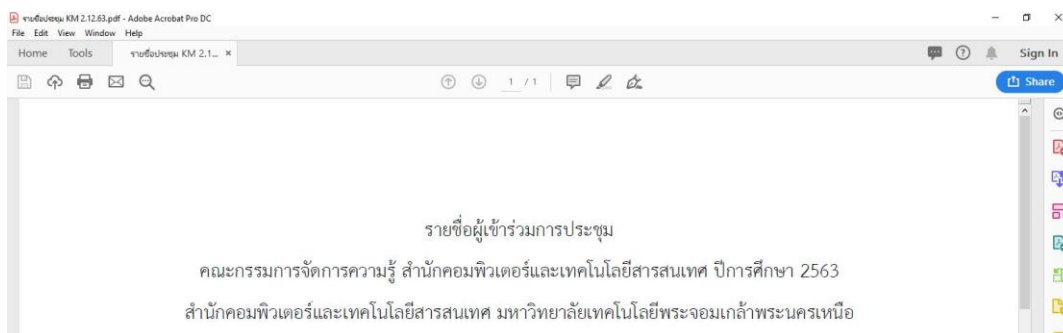 รายชื่อประชุม KM 2.12.63.pdf - Adobe Acrobat Pro DC
File Edit View Window Help
Home Tools รายชื่อประชุม KM 2.1... × Sign In
1 / 1 Share
รายชื่อผู้เข้าร่วมการประชุม
คณะกรรมการจัดการความรู้ สำนักคอมพิวเตอร์และเทคโนโลยีสารสนเทศ ปีการศึกษา 2563
สำนักคอมพิวเตอร์และเทคโนโลยีสารสนเทศ มหาวิทยาลัยเทคโนโลยีพระจอมเกล้าพระนครเหนือ